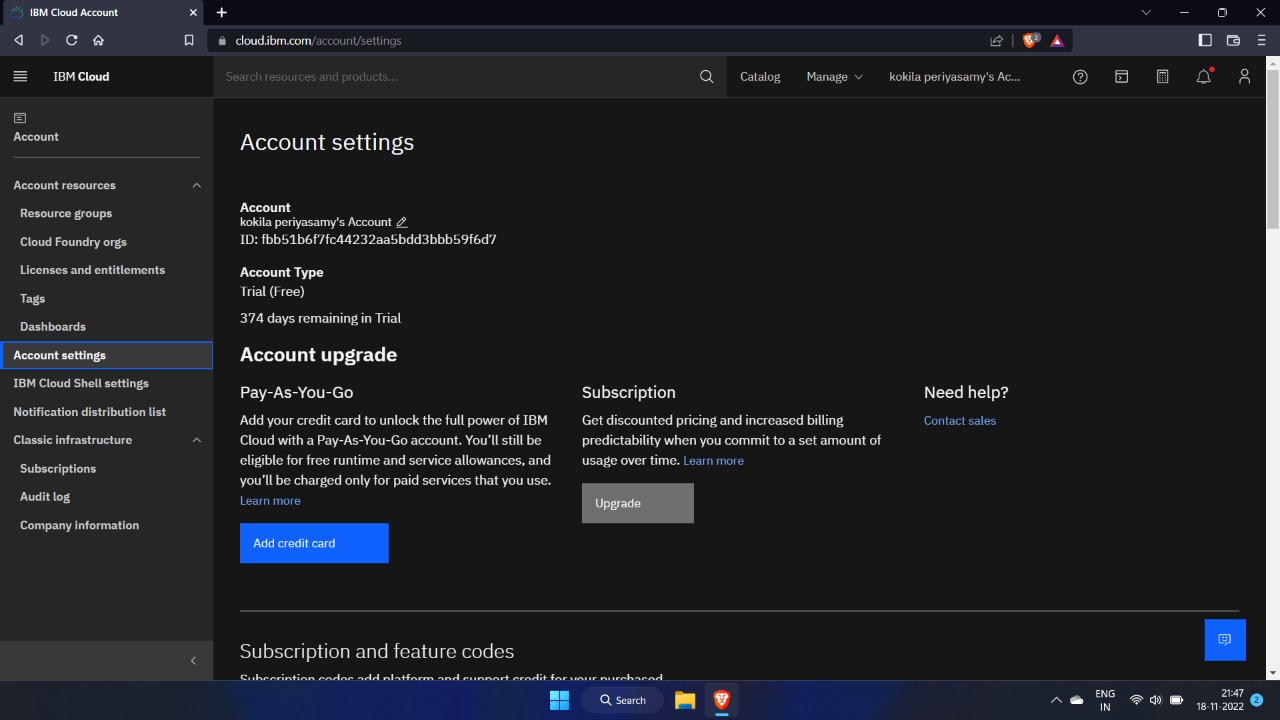 IBM Cloud Account
cloud.ibm.com/account/settings
2
IBM Cloud
Search resources and products...
Catalog
Manage
kokila periyasamy's Ac...
Account
Account resources
Resource groups
Cloud Foundry orgs
Licenses and entitlements
Tags
Dashboards
Account settings
IBM Cloud Shell settings
Notification distribution list
Classic infrastructure
Subscriptions
Audit log
Company information
Account settings
Account
kokila periyasamy's Account
ID: fbb51b6f7fc44232aa5bdd3bbb59f6d7
Account Type
Trial (Free)
374 days remaining in Trial
Account upgrade
Pay-As-You-Go
Add your credit card to unlock the full power of IBM
Cloud with a Pay-As-You-Go account. You’ll still be
eligible for free runtime and service allowances, and
you’ll be charged only for paid services that you use.
Learn more
Add credit card
Subscription
Get discounted pricing and increased billing
predictability when you commit to a set amount of
usage over time. Learn more
Upgrade
Need help?
Contact sales
Subscription and feature codes
Subscription codes add platform and support credit for your purchased
Search
ENG
IN
21:47
18-11-2022
2